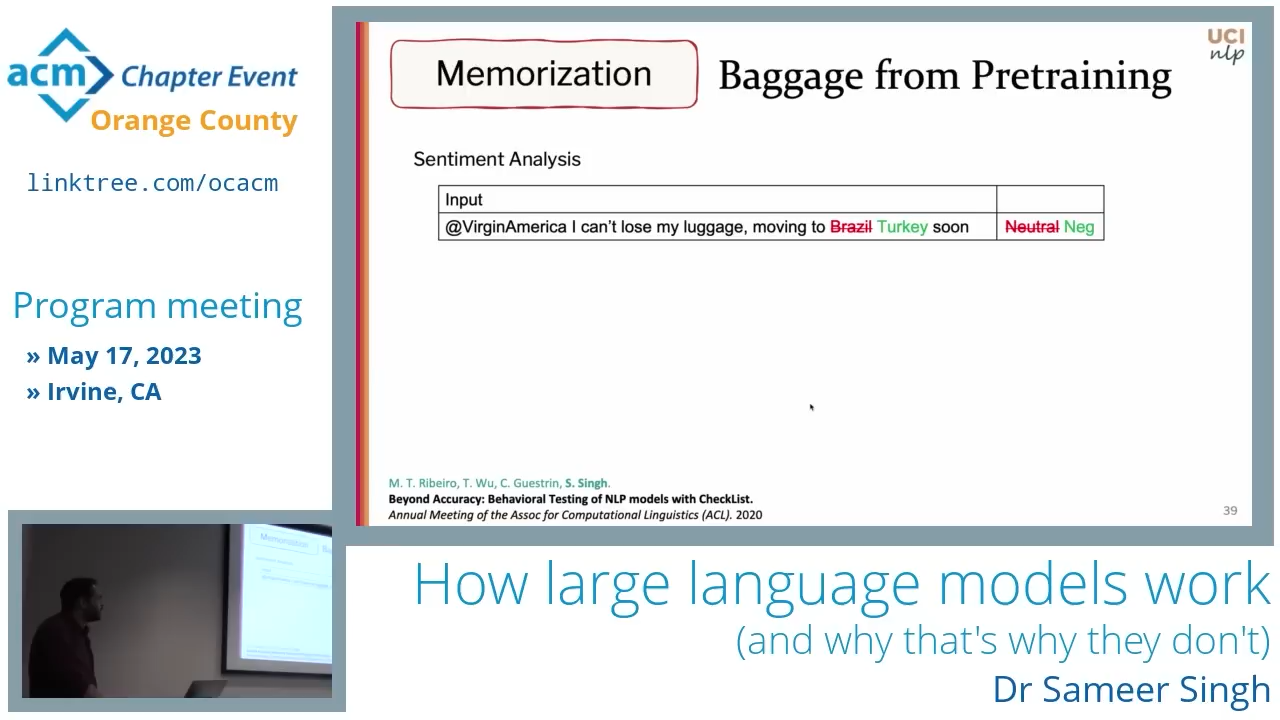 acm Chapter Event
Orange County
linktree.com/ocacm
Program meeting
» May 17, 2023
» Irvine, CA
Memorization
Baggage from Pretraining
UCI
nlp
Sentiment Analysis
Input
@VirginAmerica I can’t lose my luggage, moving to Brazil Turkey soon
Neutral Neg
M. T. Ribeiro, T. Wu, C. Guestrin, S. Singh.
Beyond Accuracy: Behavioral Testing of NLP models with CheckList.
Annual Meeting of the Assoc for Computational Linguistics (ACL). 2020
39
Memorization
How large language models work
(and why that's why they don't)
Dr Sameer Singh